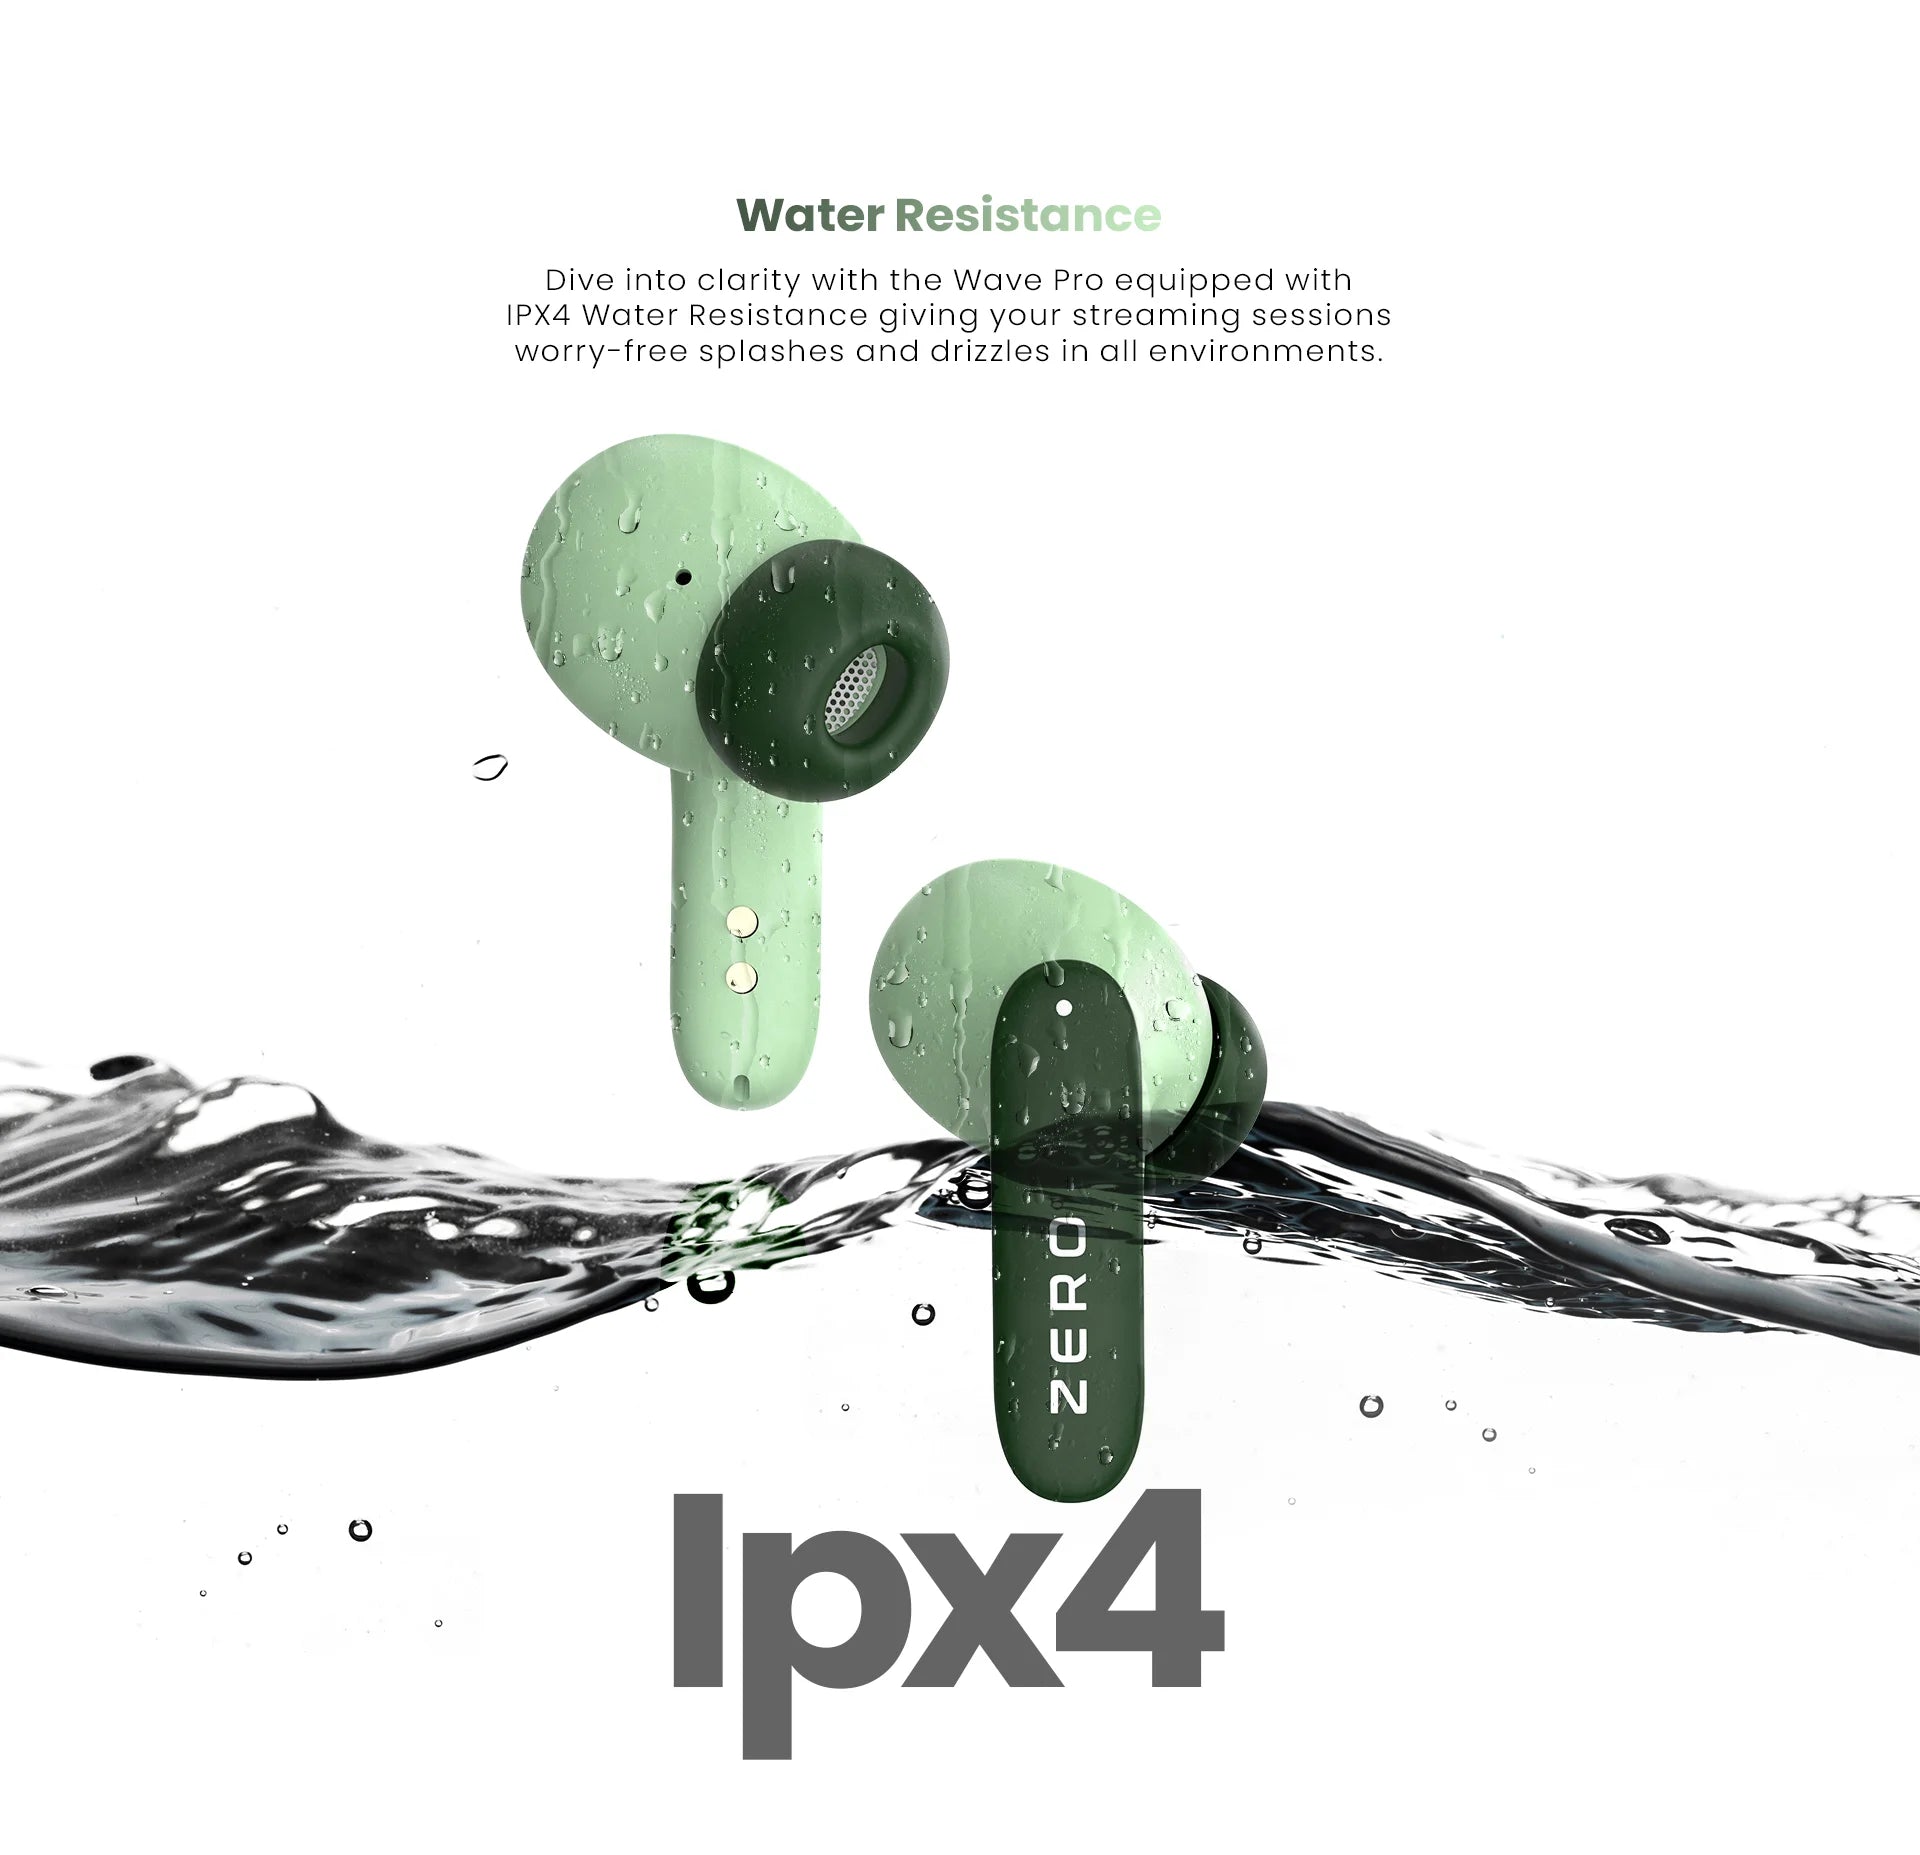 Water Resistance
Dive into clarity with the Wave Pro equipped with
IPX4 Water Resistance giving your streaming sessions
worry-free splashes and drizzles in all environments.
ZERO
Ipx4